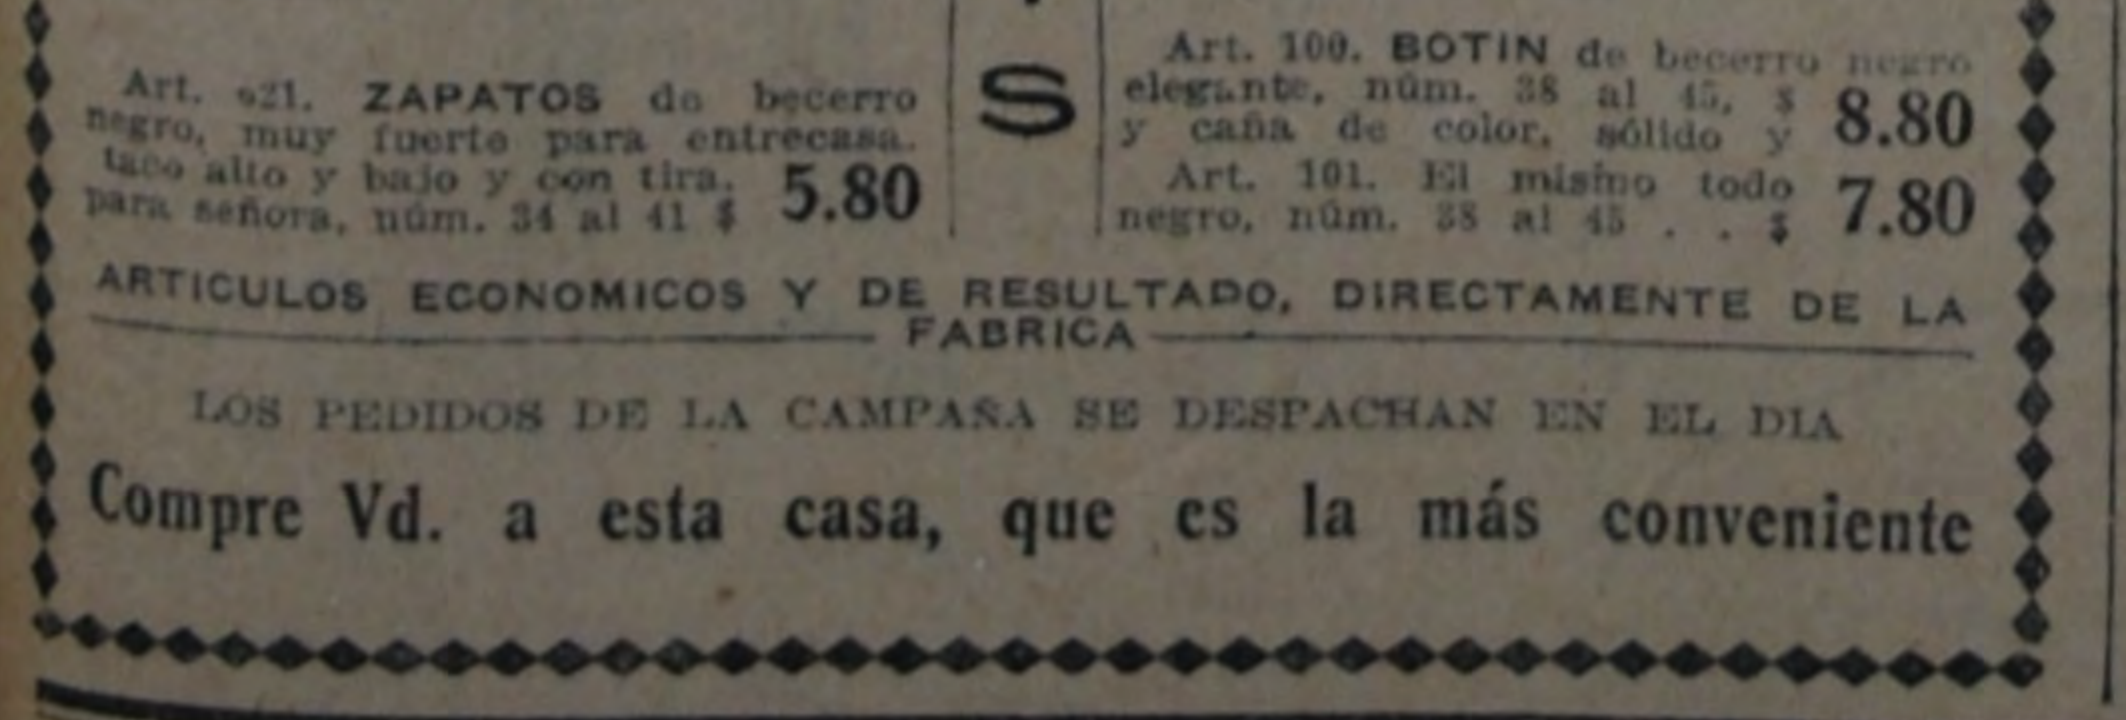 Art. 921. ZAPATOS de becerro
negro, muy fuerte para entrecasa.
taco alto y bajo y con tira.
para señora, núm. 34 al 41 $ 5.80
S
Art. 100. BOTIN de becerro negro
elegante, núm. 38 al 45, $ 8.80
y caña de color, sólido y
Art. 101. El mismo todo
negro, núm. 38 al 45 . . $ 7.80
ARTICULOS ECONOMICOS Y DE RESULTADO, DIRECTAMENTE DE LA
FABRICA
LOS PEDIDOS DE LA CAMPAÑA SE DESPACHAN EN EL DIA
Compre Vd. a esta casa, que es la más conveniente